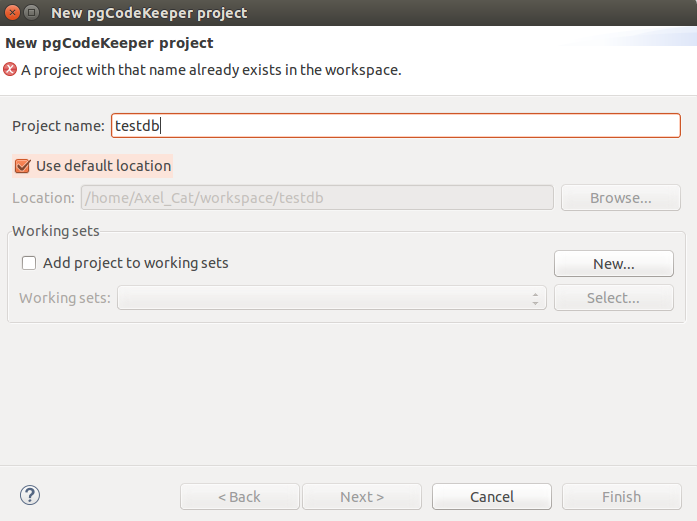 New pgCodeKeeper project
New pgCodeKeeper project
A project with that name already exists in the workspace.
Project name: testdb
Use default location
Location: /home/Axel_Cat/workspace/testdb Browse...
Working sets
Add project to working sets New...
Working sets: Select...
? < Back Next > Cancel Finish